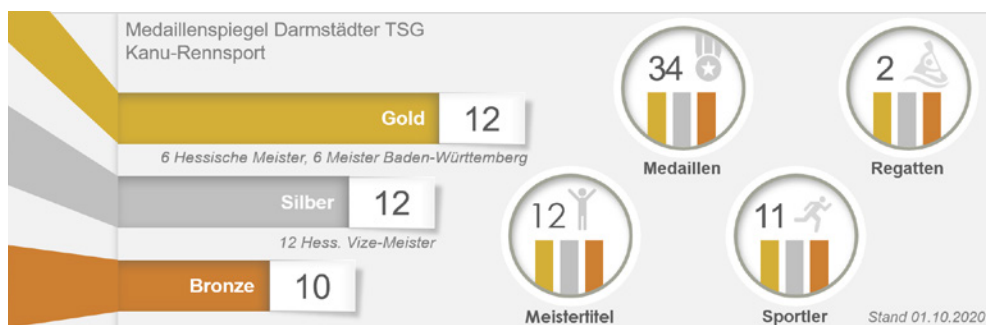 Medaillenspiegel Darmstädter TSG
Kanu-Rennsport
Gold 12
6 Hessische Meister, 6 Meister Baden-Württemberg
Silber 12
12 Hess. Vize-Meister
Bronze 10
34
Medaillen
2
Regatten
12
Meistertitel
11
Sportler
Stand 01.10.2020